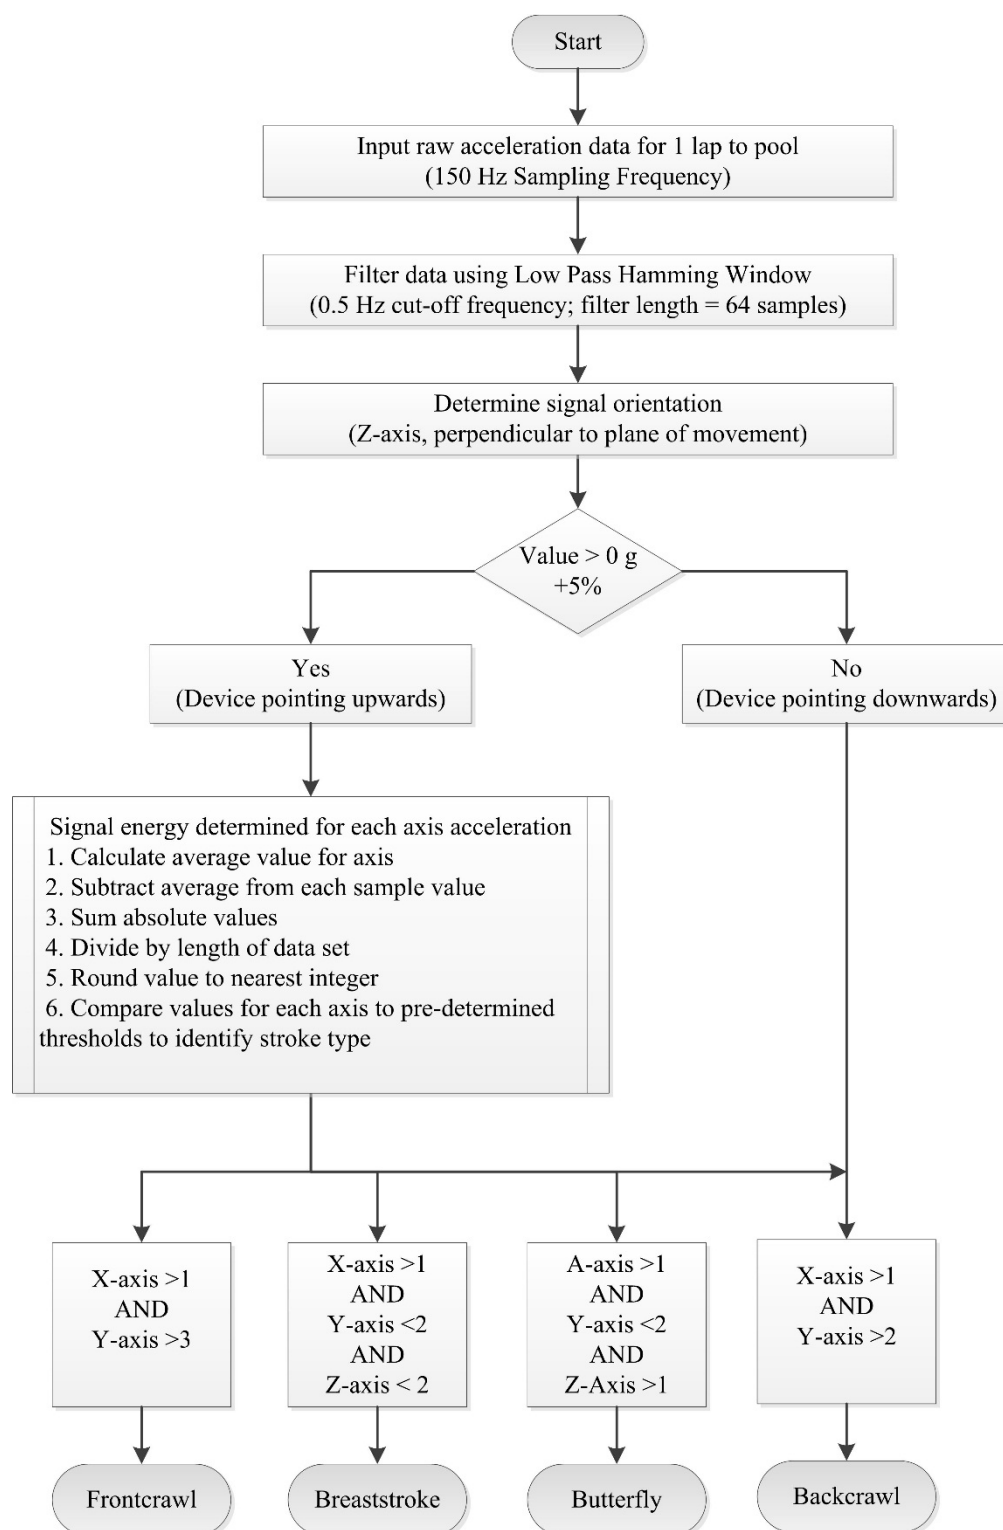 Start
Input raw acceleration data for 1 lap to pool
(150 Hz Sampling Frequency)
Filter data using Low Pass Hamming Window
(0.5 Hz cut-off frequency; filter length = 64 samples)
Determine signal orientation
(Z-axis, perpendicular to plane of movement)
Value > 0 g
+5%
Yes
(Device pointing upwards)
No
(Device pointing downwards)
Signal energy determined for each axis acceleration
1. Calculate average value for axis
2. Subtract average from each sample value
3. Sum absolute values
4. Divide by length of data set
5. Round value to nearest integer
6. Compare values for each axis to pre-determined
thresholds to identify stroke type
X-axis >1
AND
Y-axis >3
X-axis >1
AND
Y-axis <2
AND
Z-axis < 2
A-axis >1
AND
Y-axis <2
AND
Z-Axis >1
X-axis >1
AND
Y-axis >2
Frontcrawl
Breaststroke
Butterfly
Backcrawl